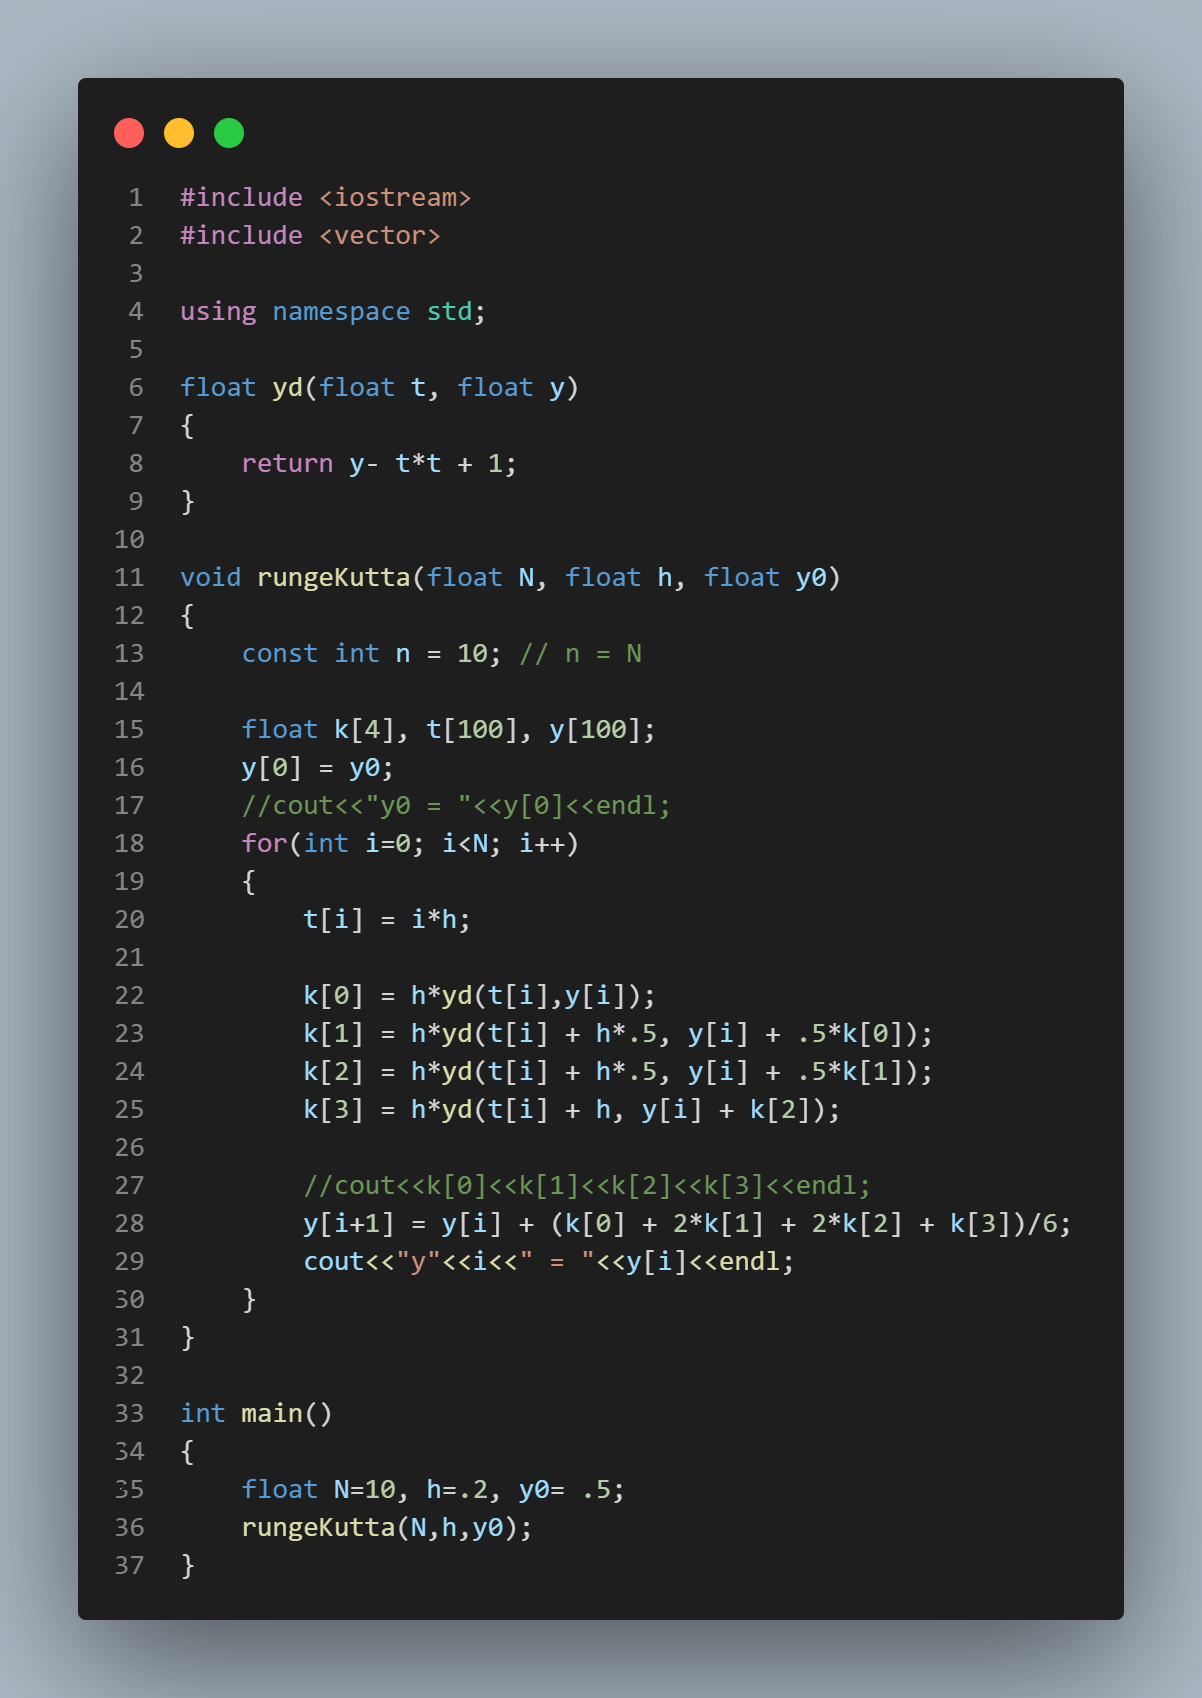 1 #include <iostream>
2 #include <vector>
3
4 using namespace std;
5
6 float yd(float t, float y)
7 {
8     return y- t*t + 1;
9 }
10
11 void rungeKutta(float N, float h, float y0)
12 {
13     const int n = 10; // n = N
14
15     float k[4], t[100], y[100];
16     y[0] = y0;
17     //cout<<"y0 = "<<y[0]<<endl;
18     for(int i=0; i<N; i++)
19     {
20         t[i] = i*h;
21
22         k[0] = h*yd(t[i],y[i]);
23         k[1] = h*yd(t[i] + h*.5, y[i] + .5*k[0]);
24         k[2] = h*yd(t[i] + h*.5, y[i] + .5*k[1]);
25         k[3] = h*yd(t[i] + h, y[i] + k[2]);
26
27         //cout<<k[0]<<k[1]<<k[2]<<k[3]<<endl;
28         y[i+1] = y[i] + (k[0] + 2*k[1] + 2*k[2] + k[3])/6;
29         cout<<"y"<<i<<" = "<<y[i]<<endl;
30     }
31 }
32
33 int main()
34 {
35     float N=10, h=.2, y0= .5;
36     rungeKutta(N,h,y0);
37 }